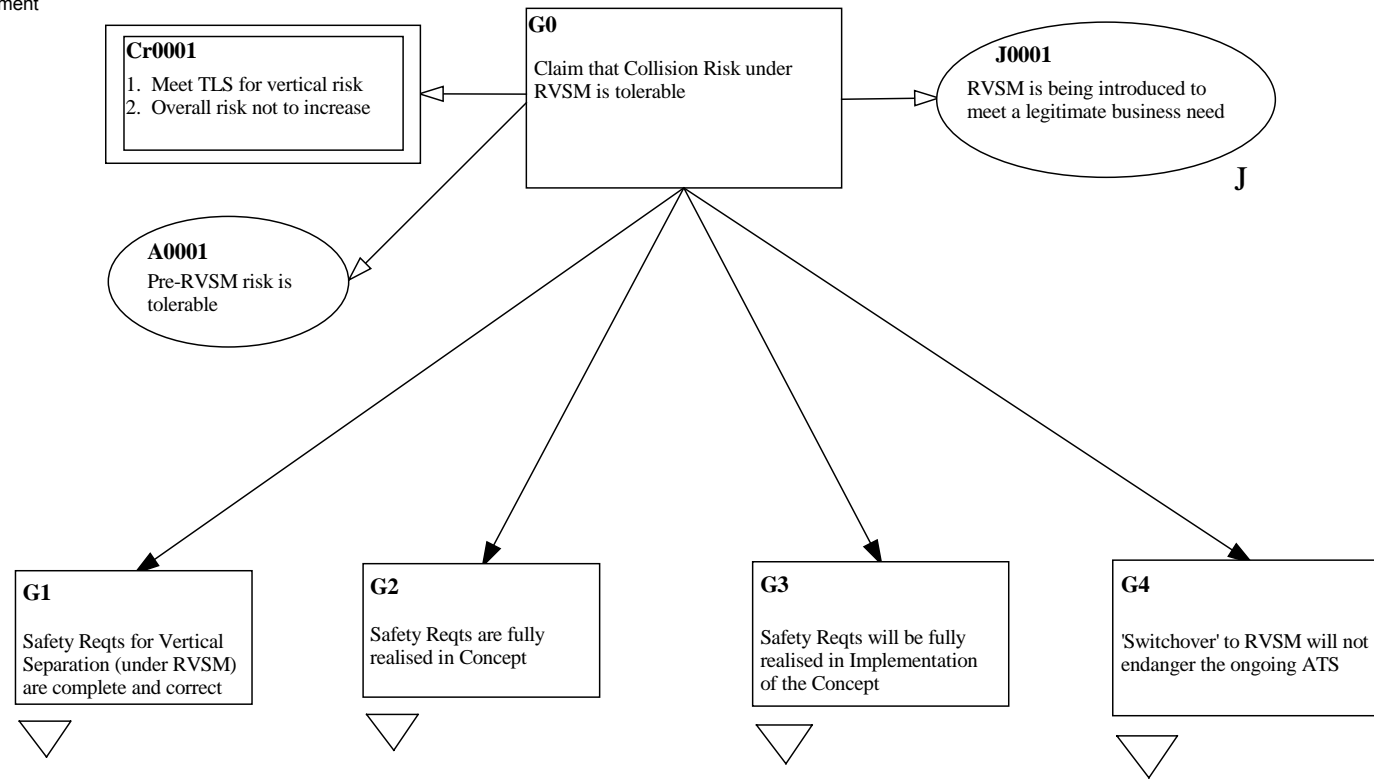 ment
G0
Claim that Collision Risk under
RVSM is tolerable
Cr0001
1. Meet TLS for vertical risk
2. Overall risk not to increase
J0001
RVSM is being introduced to
meet a legitimate business need
J
A0001
Pre-RVSM risk is
tolerable
G1
Safety Reqts for Vertical
Separation (under RVSM)
are complete and correct
G2
Safety Reqts are fully
realised in Concept
G3
Safety Reqts will be fully
realised in Implementation
of the Concept
G4
'Switchover' to RVSM will not
endanger the ongoing ATS